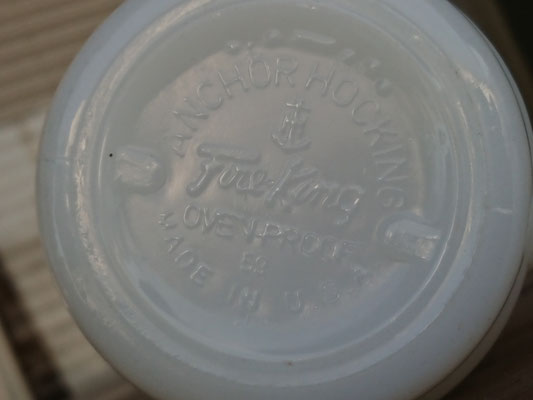 ANCHOR HOCKING
Fire-King
OVEN-PROOF
MADE IN U.S.A.